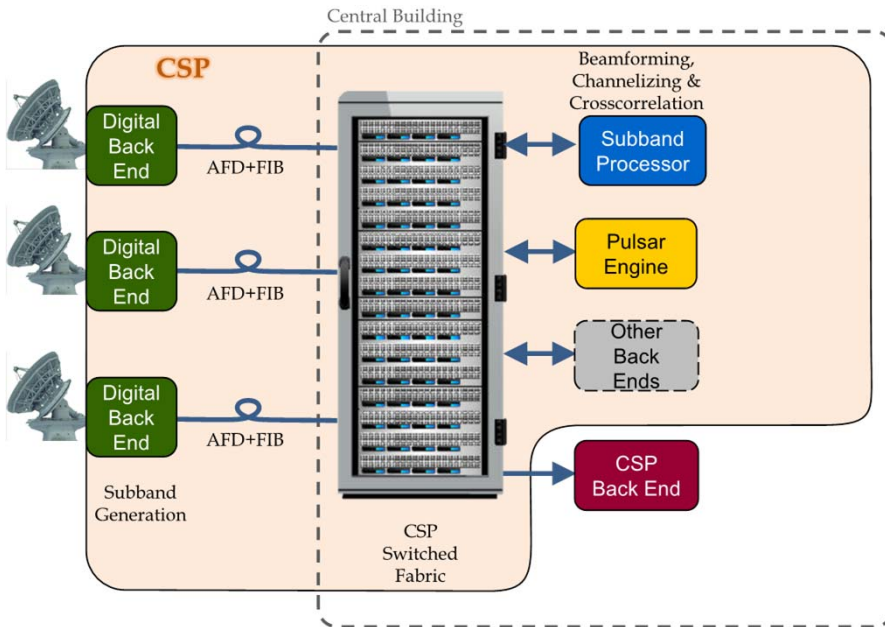 Central Building
CSP
Beamforming,
Channelizing &
Crosscorrelation
Digital
Back
End
AFD+FIB
Subband
Processor
Digital
Back
End
AFD+FIB
Pulsar
Engine
Other
Back
Ends
Digital
Back
End
AFD+FIB
CSP
Back End
Subband
Generation
CSP
Switched
Fabric